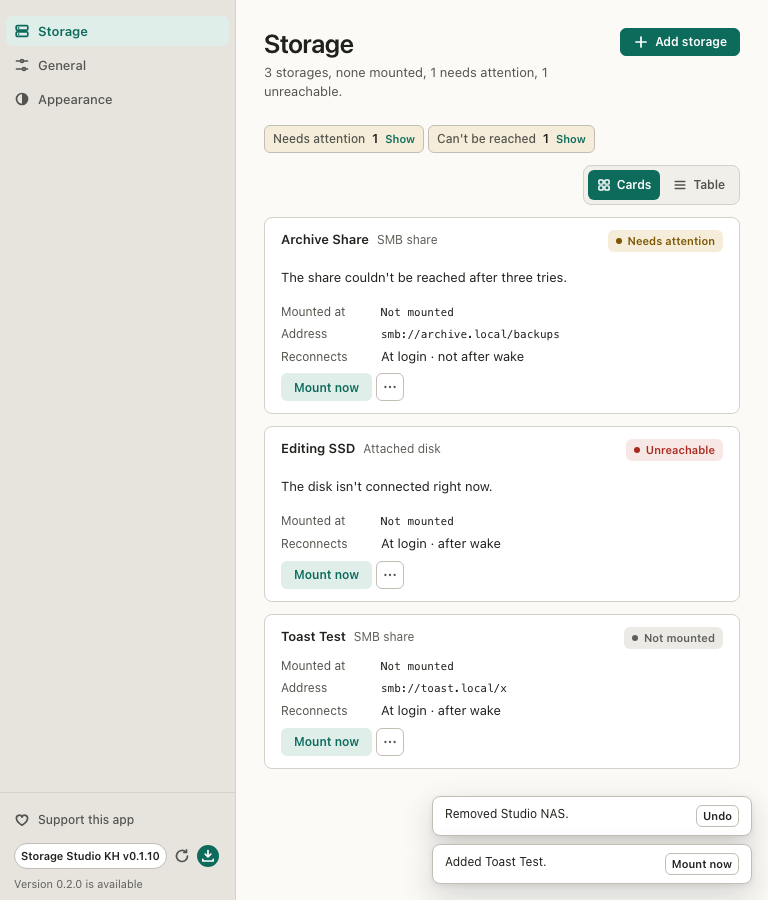 Storage
General
Appearance
Support this app
Storage Studio KH v0.1.10
Version 0.2.0 is available
Storage
Add storage
3 storages, none mounted, 1 needs attention, 1
unreachable.
Needs attention 1 Show
Can't be reached 1 Show
Cards
Table
Archive Share SMB share
Needs attention
The share couldn't be reached after three tries.
Mounted at Not mounted
Address smb://archive.local/backups
Reconnects At login · not after wake
Mount now
Editing SSD Attached disk
Unreachable
The disk isn't connected right now.
Mounted at Not mounted
Reconnects At login · after wake
Mount now
Toast Test SMB share
Not mounted
Mounted at Not mounted
Address smb://toast.local/x
Reconnects At login · after wake
Mount now
Removed Studio NAS. Undo
Added Toast Test. Mount now